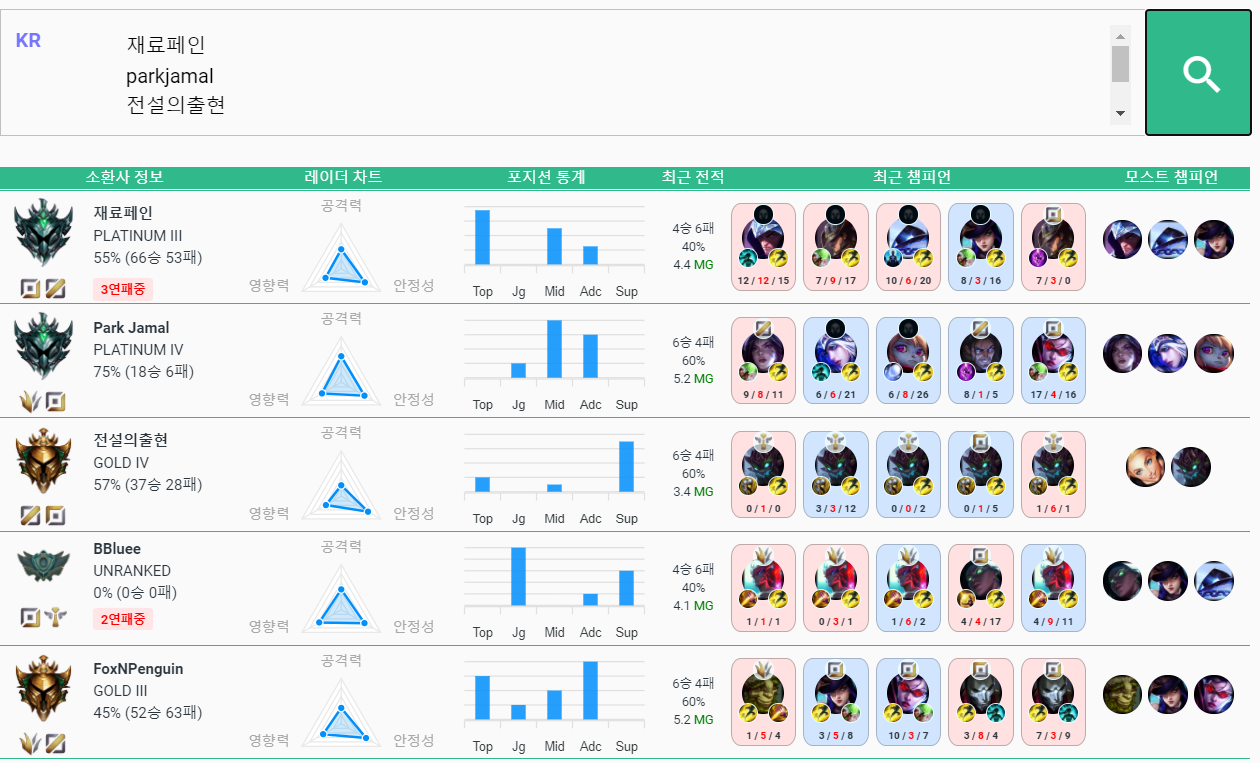 KR
재료페인
parkjamal
전설의출현
소환사 정보 레이더 차트 포지션 통계 최근 전적 최근 챔피언 모스트 챔피언
재료페인
PLATINUM III
55% (66승 53패)
3연패중
공격력
영향력 안정성
Top Jg Mid Adc Sup
4승 6패
40%
4.4 MG
12 / 12 / 15 7 / 9 / 17 10 / 6 / 20 8 / 3 / 16 7 / 3 / 0
Park Jamal
PLATINUM IV
75% (18승 6패)
공격력
영향력 안정성
Top Jg Mid Adc Sup
6승 4패
60%
5.2 MG
9 / 8 / 11 6 / 6 / 21 6 / 8 / 26 8 / 1 / 5 17 / 4 / 16
전설의출현
GOLD IV
57% (37승 28패)
공격력
영향력 안정성
Top Jg Mid Adc Sup
6승 4패
60%
3.4 MG
0 / 1 / 0 3 / 3 / 12 0 / 0 / 2 0 / 1 / 5 1 / 6 / 1
BBluee
UNRANKED
0% (0승 0패)
2연패중
공격력
영향력 안정성
Top Jg Mid Adc Sup
4승 6패
40%
4.1 MG
1 / 1 / 1 0 / 3 / 1 1 / 6 / 2 4 / 4 / 17 4 / 9 / 11
FoxNPenguin
GOLD III
45% (52승 63패)
공격력
영향력 안정성
Top Jg Mid Adc Sup
6승 4패
60%
5.2 MG
1 / 5 / 4 3 / 5 / 8 10 / 3 / 7 3 / 8 / 4 7 / 3 / 9